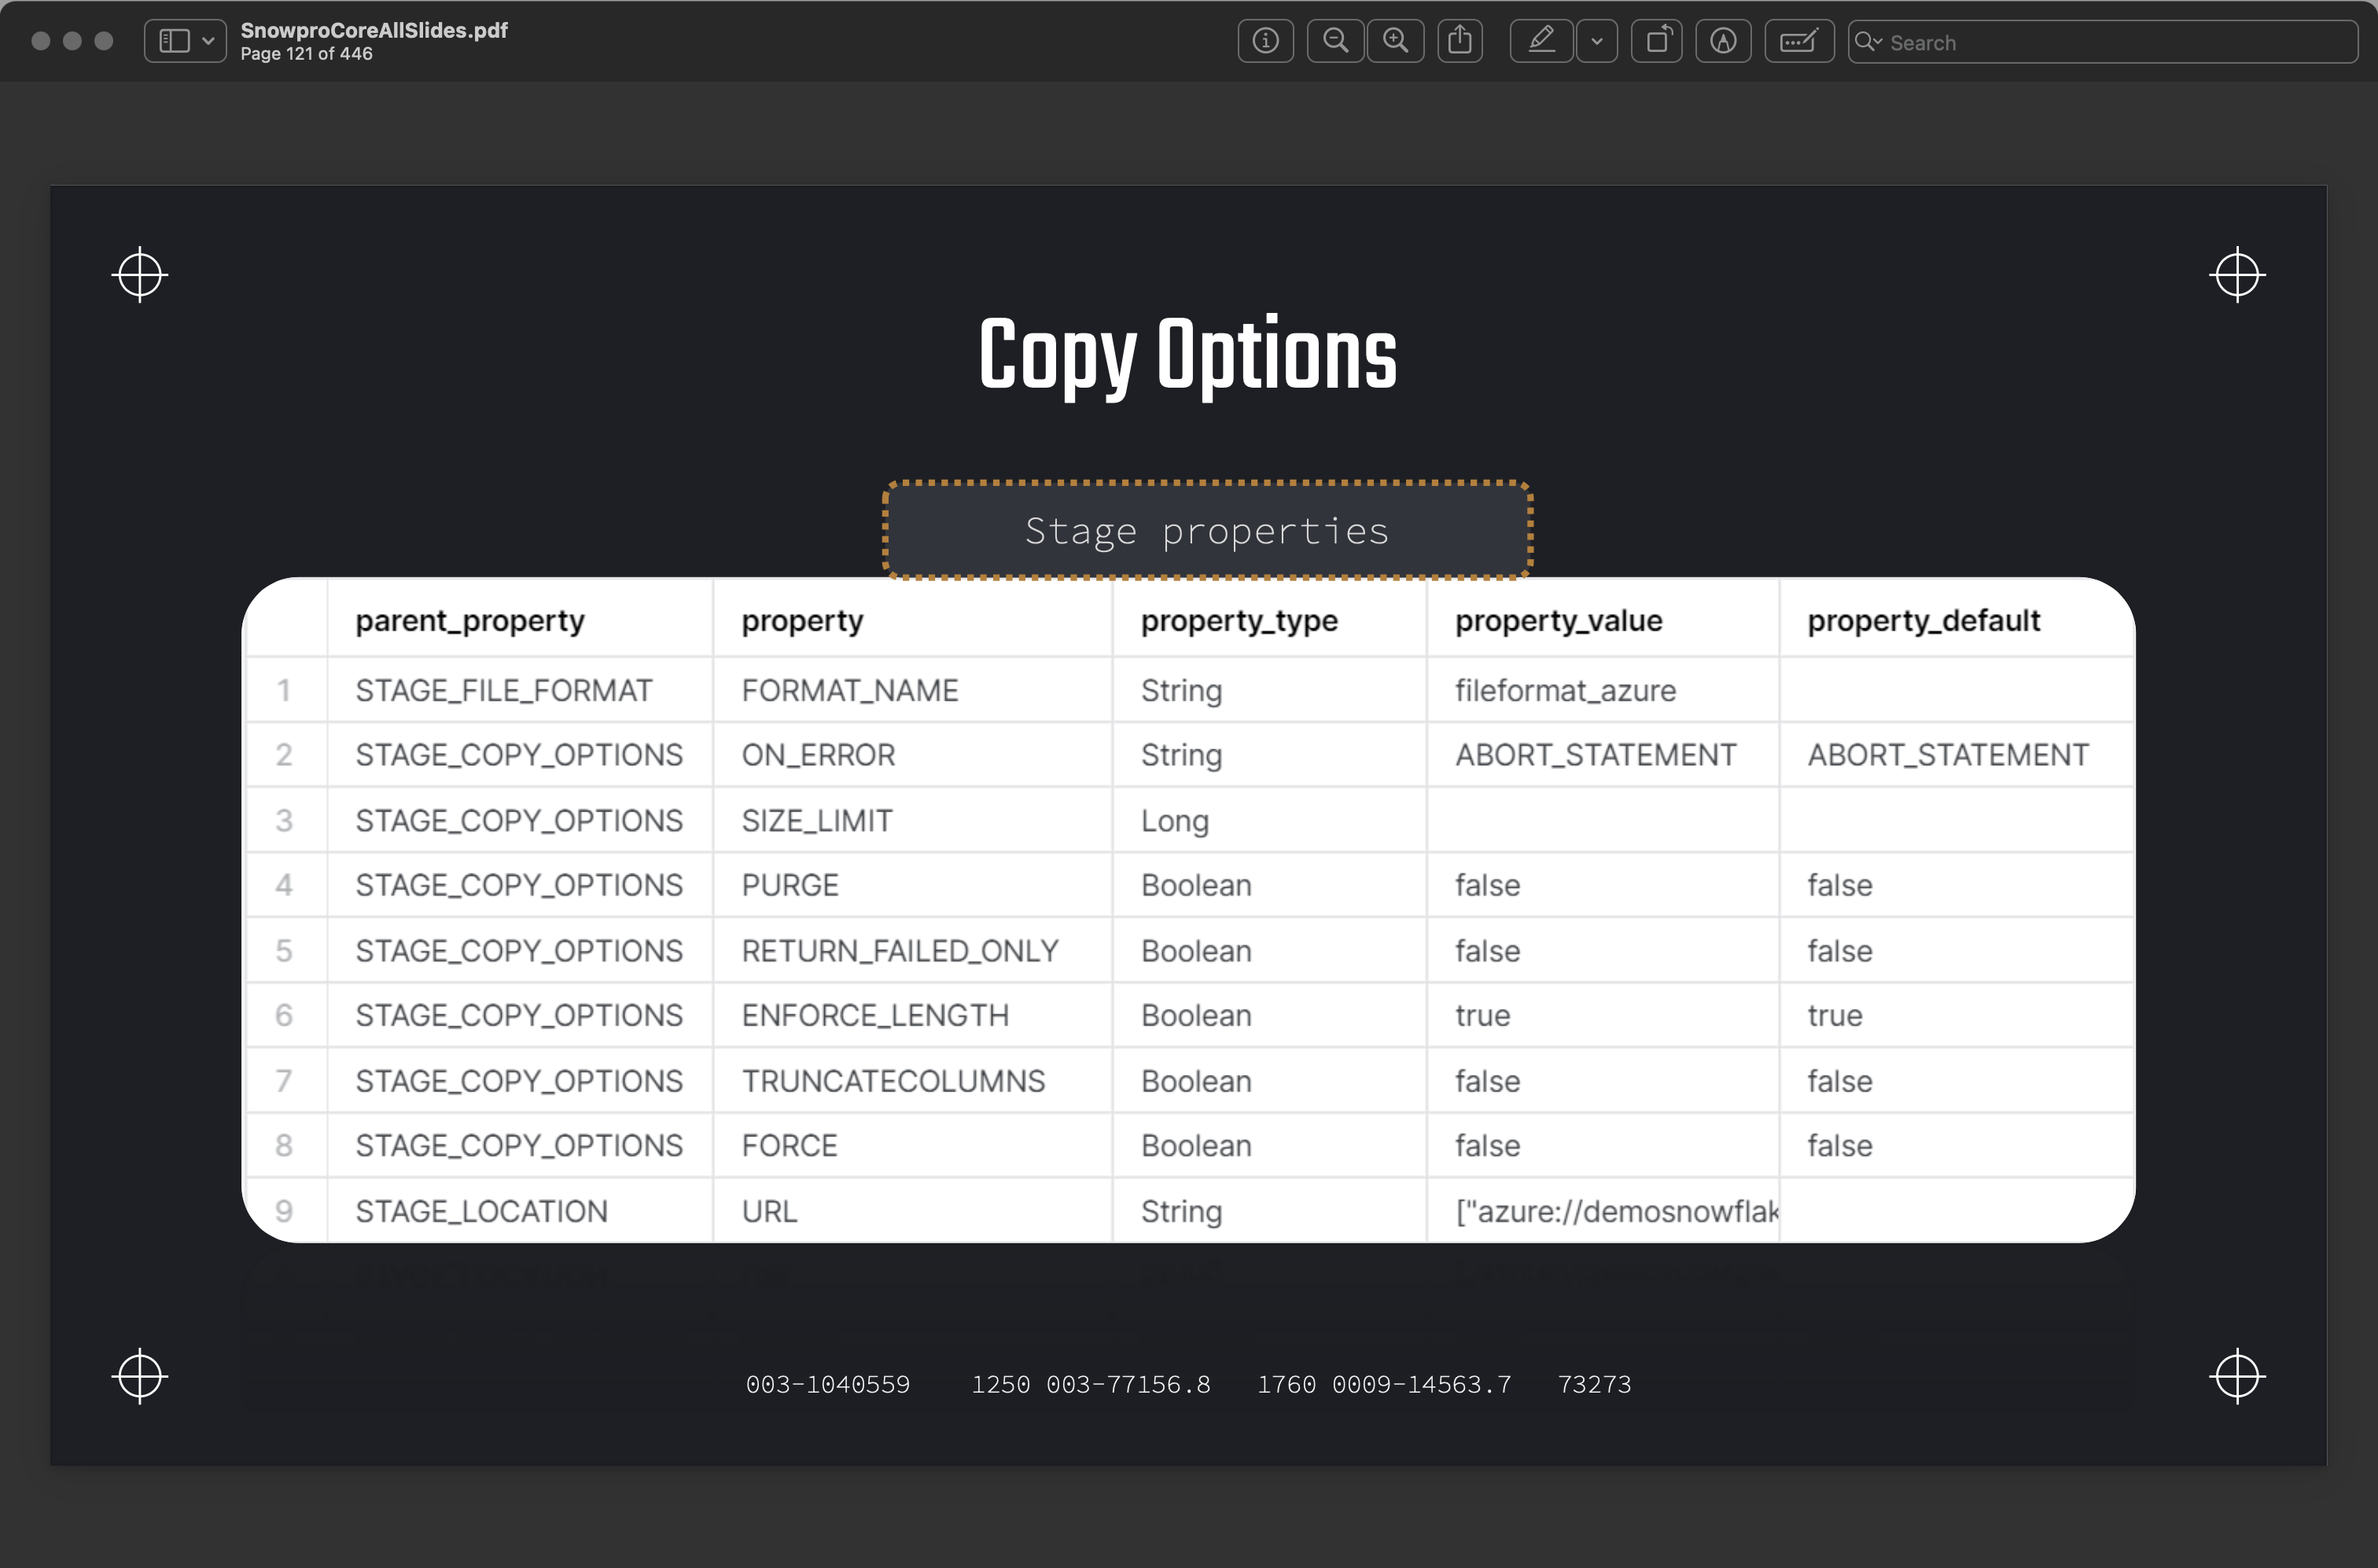 SnowproCoreAllSlides.pdf
Page 121 of 446
Search
Copy Options
Stage properties
parent_property property property_type property_value property_default
1 STAGE_FILE_FORMAT FORMAT_NAME String fileformat_azure
2 STAGE_COPY_OPTIONS ON_ERROR String ABORT_STATEMENT ABORT_STATEMENT
3 STAGE_COPY_OPTIONS SIZE_LIMIT Long
4 STAGE_COPY_OPTIONS PURGE Boolean false false
5 STAGE_COPY_OPTIONS RETURN_FAILED_ONLY Boolean false false
6 STAGE_COPY_OPTIONS ENFORCE_LENGTH Boolean true true
7 STAGE_COPY_OPTIONS TRUNCATECOLUMNS Boolean false false
8 STAGE_COPY_OPTIONS FORCE Boolean false false
9 STAGE_LOCATION URL String ["azure://demosnowflak
003-1040559 1250 003-77156.8 1760 0009-14563.7 73273